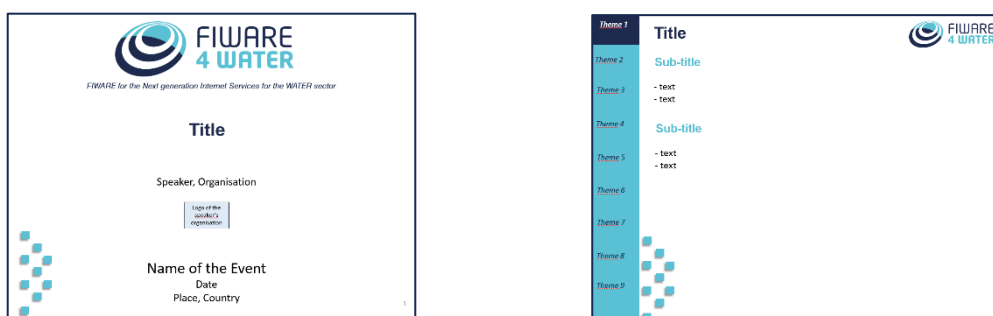 FIWARE
4 WATER
FIWARE for the Next generation Internet Services for the WATER sector
Title
Speaker, Organisation
Logo of the
speaker's
organisation
Name of the Event
Date
Place, Country
1
Theme 1
Theme 2
Theme 3
Theme 4
Theme 5
Theme 6
Theme 7
Theme 8
Theme 9
Title
FIWARE
4 WATER
Sub-title
- text
- text
Sub-title
- text
- text